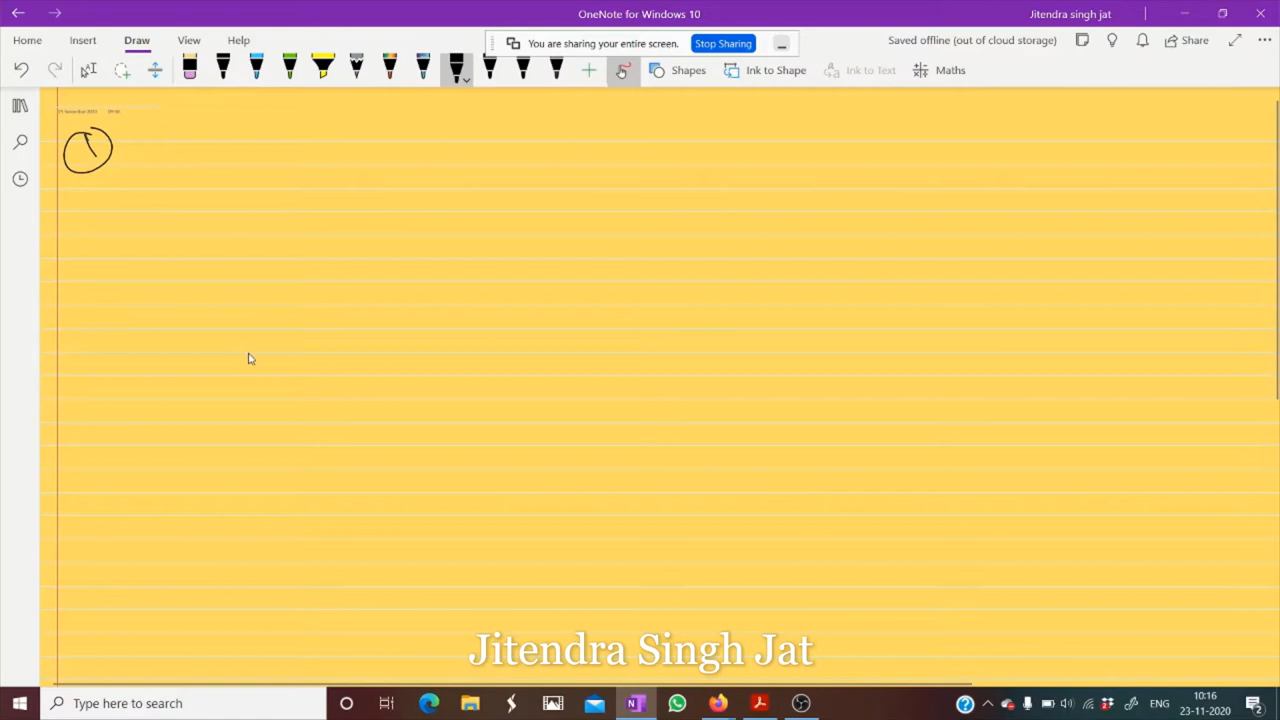 OneNote for Windows 10
Jitendra singh jat
Home Insert Draw View Help
You are sharing your entire screen. Stop Sharing
Saved offline (out of cloud storage)
Share
Shapes
Ink to Shape
Ink to Text
Maths
Jitendra Singh Jat
Type here to search
ENG
10:16
23-11-2020
2